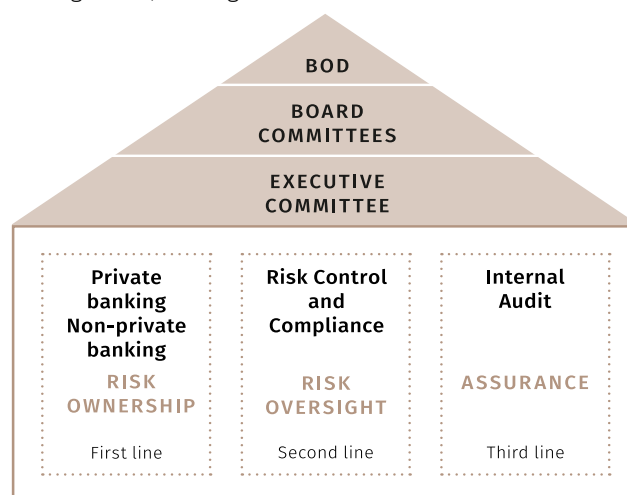 BOD
BOARD
COMMITTEES
EXECUTIVE
COMMITTEE
Private
banking
Non-private
banking
RISK
OWNERSHIP
First line
Risk Control
and
Compliance
RISK
OVERSIGHT
Second line
Internal
Audit
ASSURANCE
Third line